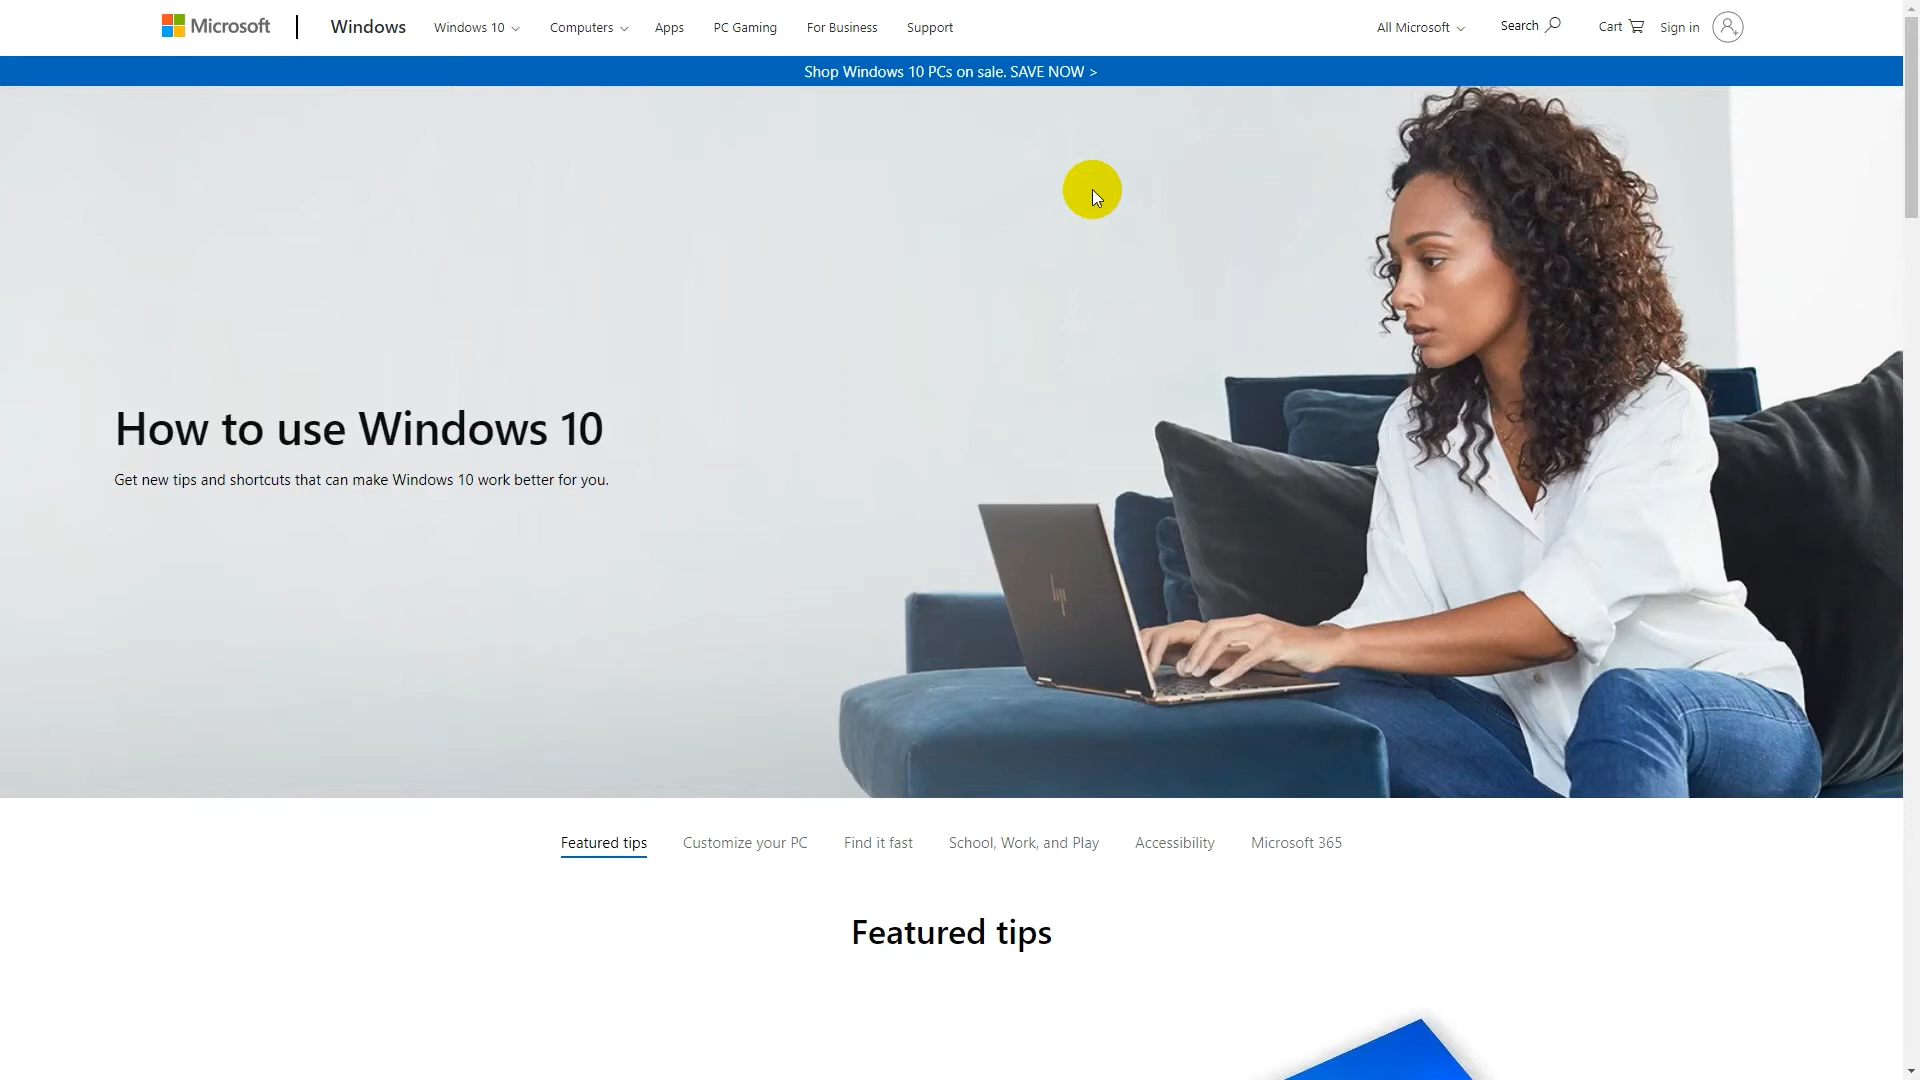 Microsoft
Windows
Windows 10
Computers
Apps
PC Gaming
For Business
Support
All Microsoft
Search
Cart
Sign in
Shop Windows 10 PCs on sale. SAVE NOW >
How to use Windows 10
Get new tips and shortcuts that can make Windows 10 work better for you.
hp
Featured tips
Customize your PC
Find it fast
School, Work, and Play
Accessibility
Microsoft 365
Featured tips